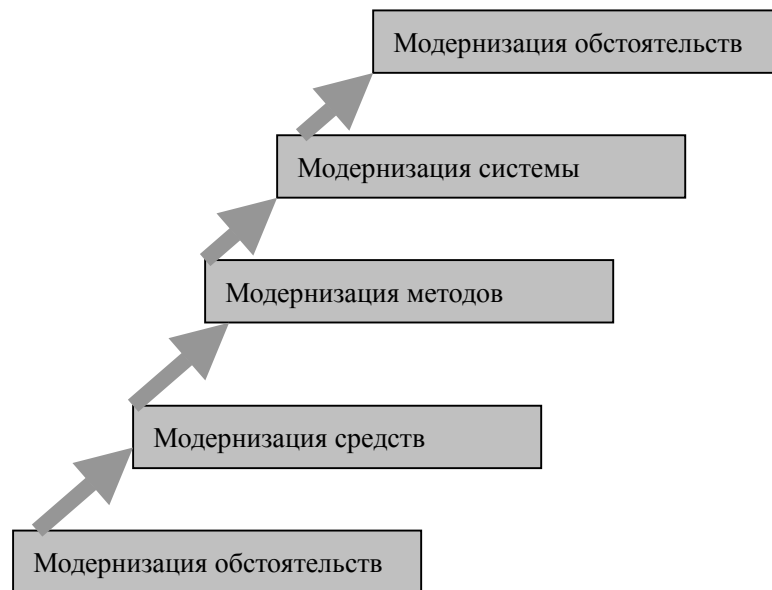 Модернизация обстоятельств
Модернизация системы
Модернизация методов
Модернизация средств
Модернизация обстоятельств